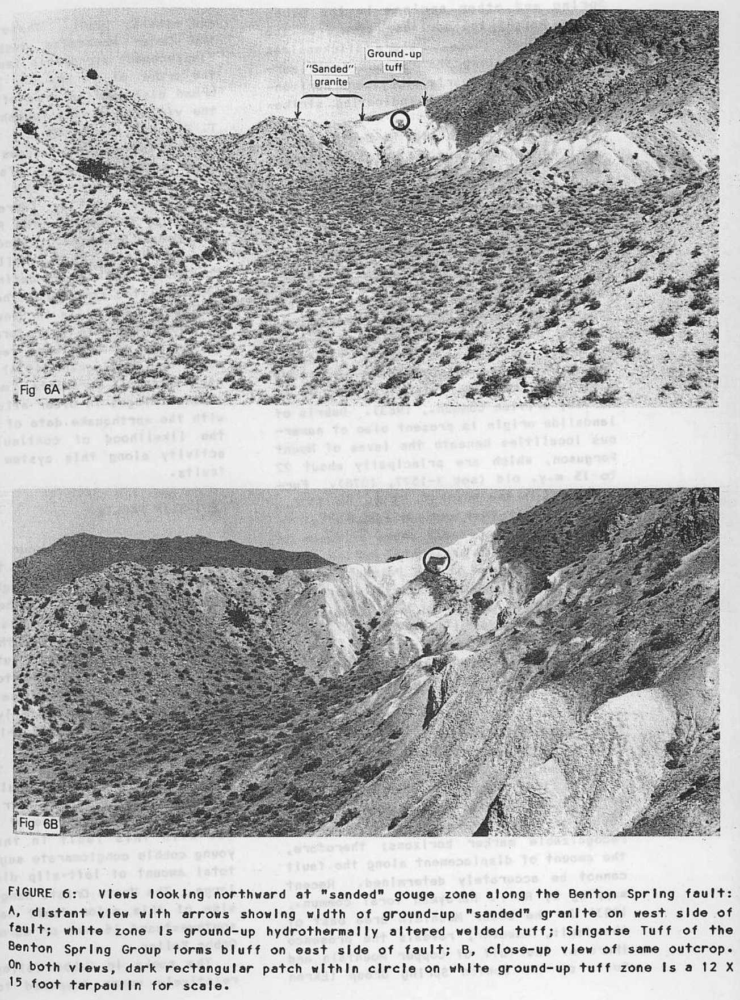 Ground-up
tuff
"Sanded"
granite
Fig 6A
Fig 6B
FIGURE 6: Views looking northward at "sanded" gouge zone along the Benton Spring fault:
A, distant view with arrows showing width of ground-up "sanded" granite on west side of
fault; white zone is ground-up hydrothermally altered welded tuff; Singatse Tuff of the
Benton Spring Group forms bluff on east side of fault; B, close-up view of same outcrop.
On both views, dark rectangular patch within circle on white ground-up tuff zone is a 12 X
15 foot tarpaulin for scale.